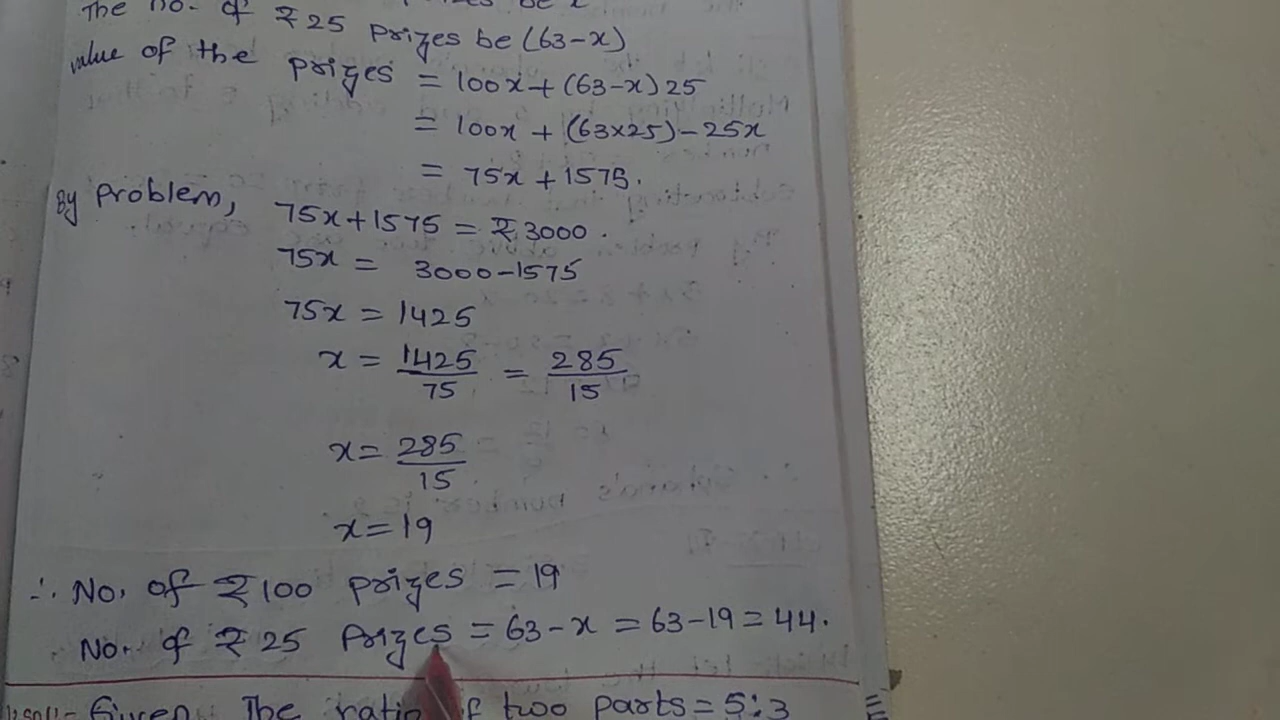 The no. of ₹25 prizes be (63-x)
value of the prizes = 100x+(63-x)25
= 100x + (63×25)-25x
= 75x+1575.
By Problem, 75x+1575 = ₹3000.
75x = 3000-1575
75x = 1425
x = 1425/75 = 285/15
x = 285/15
x = 19
∴ No. of ₹100 prizes = 19
No. of ₹25 prizes = 63-x = 63-19 = 44.
Given, The ratio of two parts = 5:3